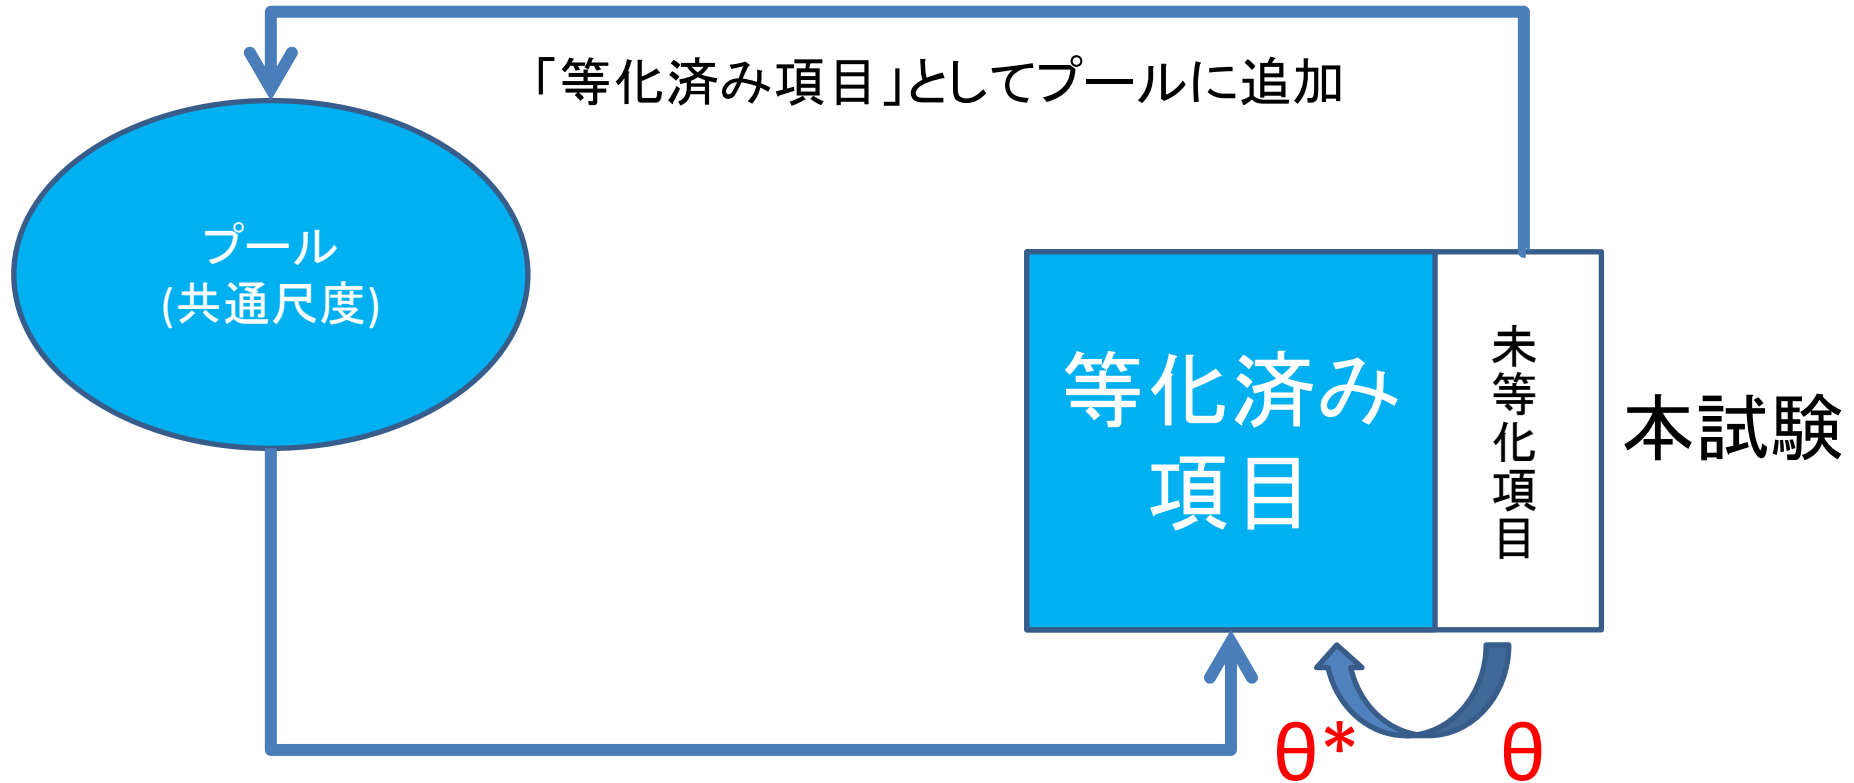 「等化済み項目」としてプールに追加
プール
(共通尺度)
等化済み
項目
未等化項目
本試験
θ*
θ